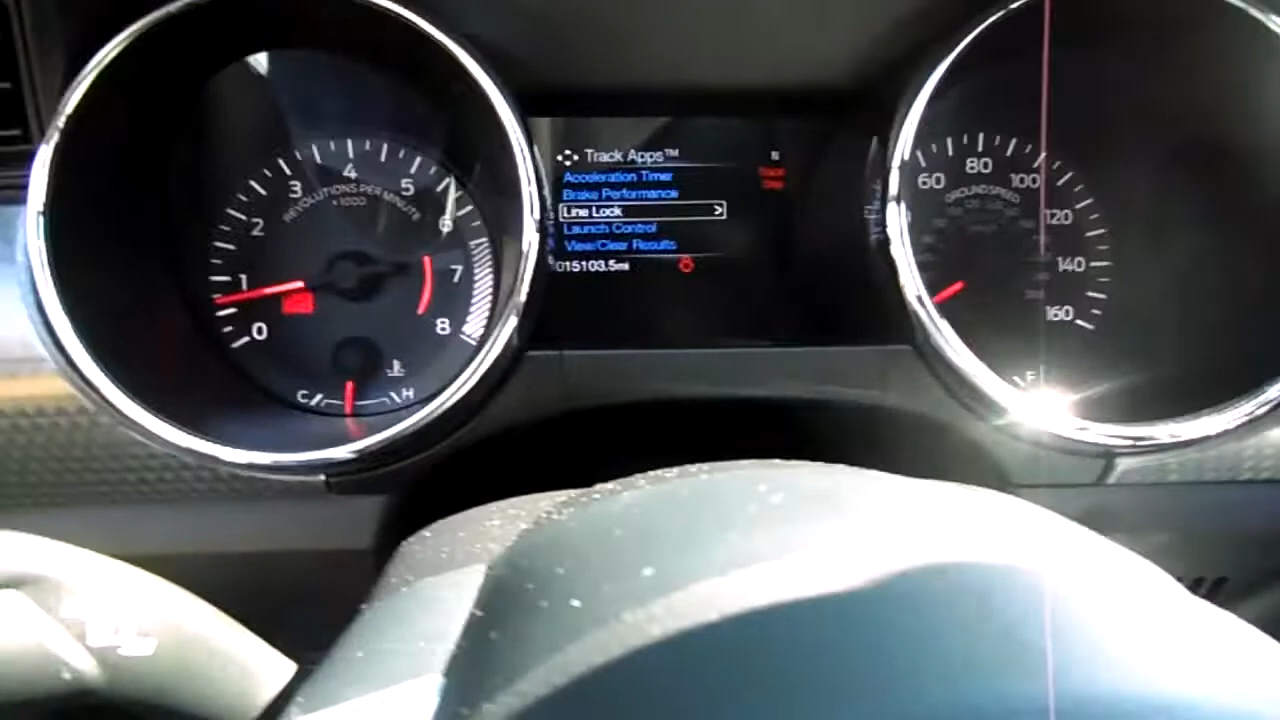 Track Apps™
Acceleration Timer
Brake Performance
Line Lock >
Launch Control
View/Clear Results
015103.5mi
0 1 2 3 4 5 6 7 8
REVOLUTIONS PER MINUTE
×1000
C H
60 80 100 120 140 160
GROUNDSPEED
F